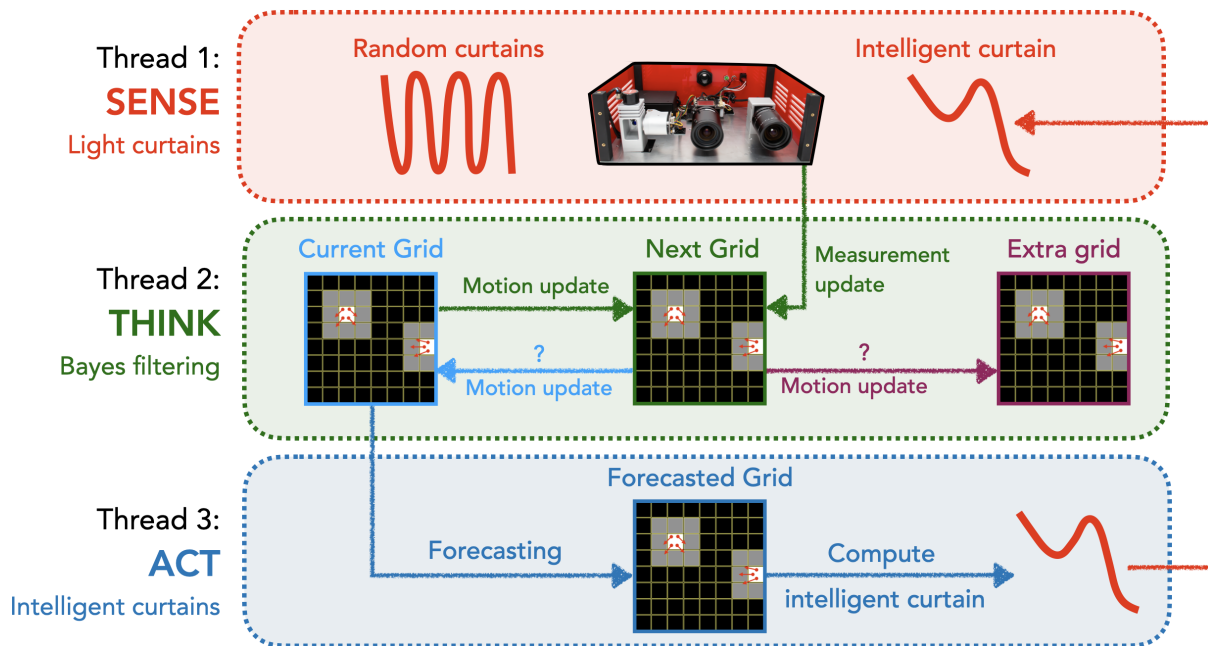 Thread 1:
SENSE
Light curtains
Random curtains
Intelligent curtain
Thread 2:
THINK
Bayes filtering
Current Grid
Next Grid
Extra grid
Motion update
Measurement
update
?
Motion update
?
Motion update
Thread 3:
ACT
Intelligent curtains
Forecasted Grid
Forecasting
Compute
intelligent curtain